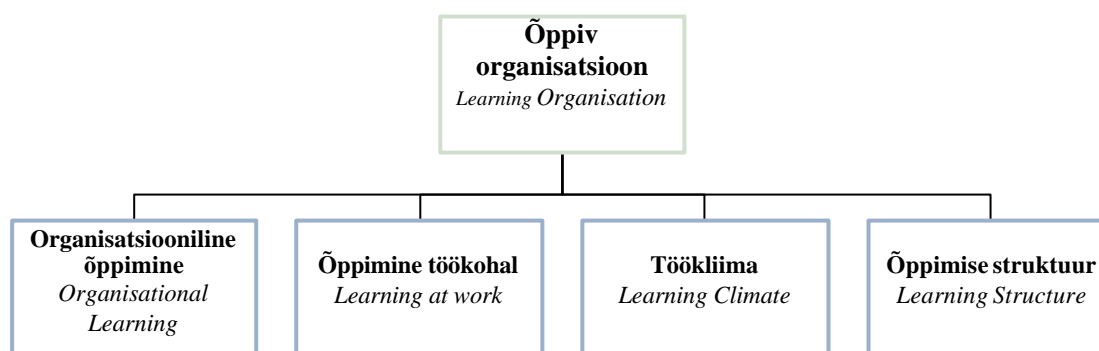 Õppiv
organisatsioon
Learning Organisation
Organisatsiooniline
õppimine
Organisational
Learning
Õppimine töökohal
Learning at work
Töökliima
Learning Climate
Õppimise struktuur
Learning Structure